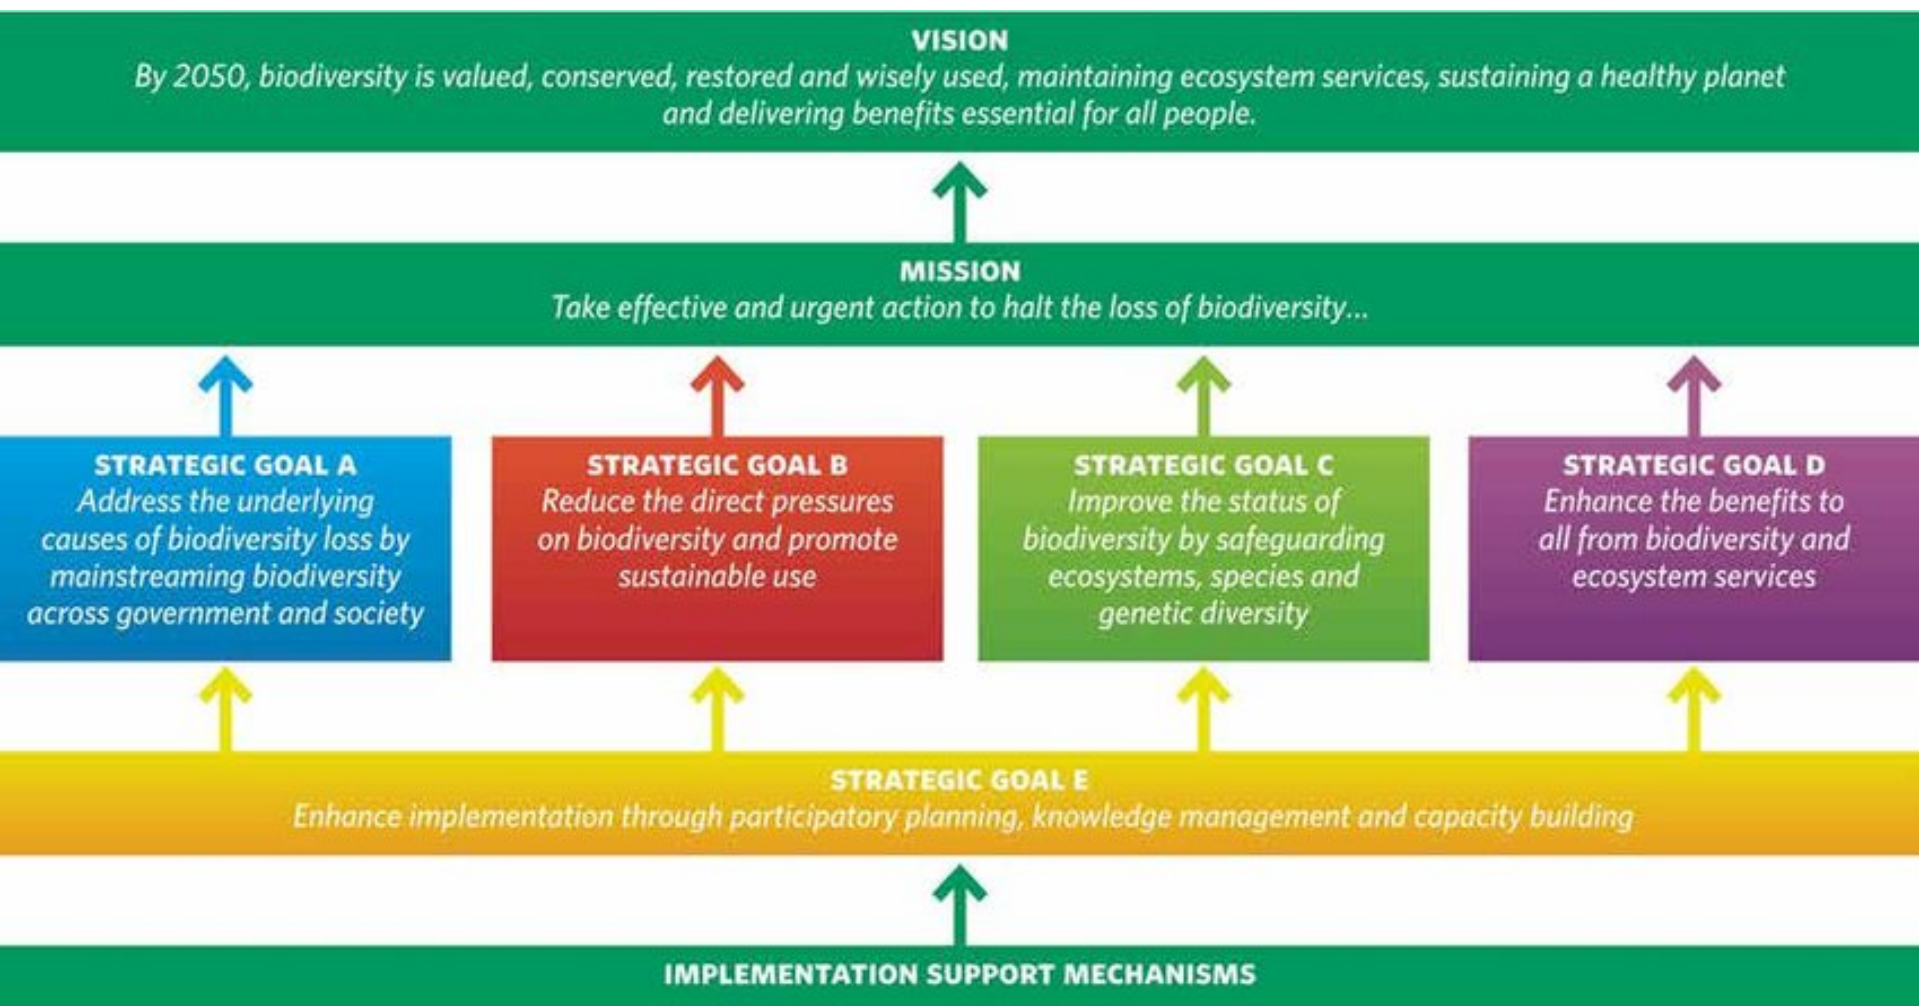 VISION
By 2050, biodiversity is valued, conserved, restored and wisely used, maintaining ecosystem services, sustaining a healthy planet
and delivering benefits essential for all people.
MISSION
Take effective and urgent action to halt the loss of biodiversity...
STRATEGIC GOAL A
Address the underlying
causes of biodiversity loss by
mainstreaming biodiversity
across government and society
STRATEGIC GOAL B
Reduce the direct pressures
on biodiversity and promote
sustainable use
STRATEGIC GOAL C
Improve the status of
biodiversity by safeguarding
ecosystems, species and
genetic diversity
STRATEGIC GOAL D
Enhance the benefits to
all from biodiversity and
ecosystem services
STRATEGIC GOAL E
Enhance implementation through participatory planning, knowledge management and capacity building
IMPLEMENTATION SUPPORT MECHANISMS